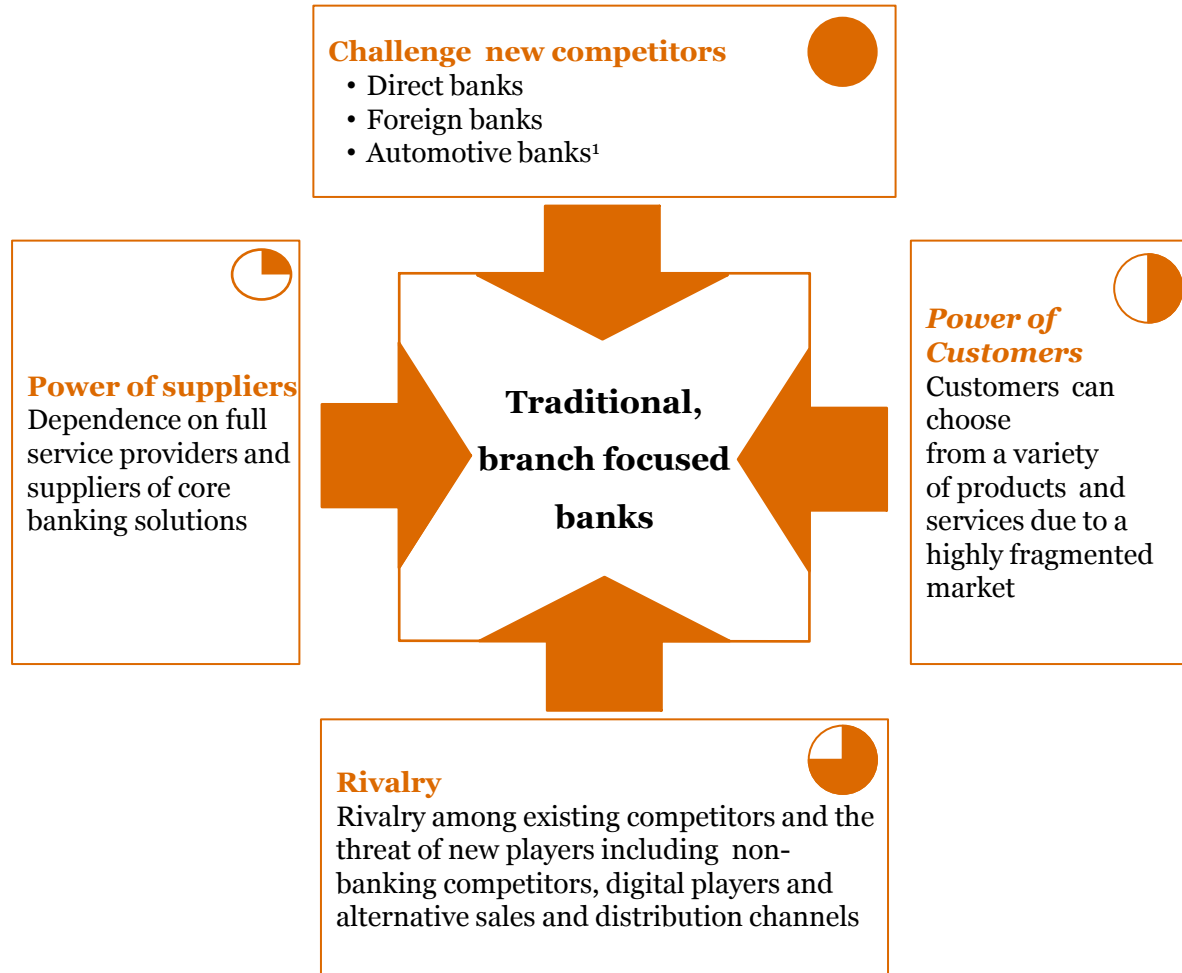 Challenge  new competitors
• Direct banks
• Foreign banks
• Automotive banks¹
Power of suppliers
Dependence on full
service providers and
suppliers of core
banking solutions
Traditional,
branch focused
banks
Power of
Customers
Customers  can
choose
from a variety
of products  and
services due to a
highly fragmented
market
Rivalry
Rivalry among existing competitors and the
threat of new players including  non-
banking competitors, digital players and
alternative sales and distribution channels